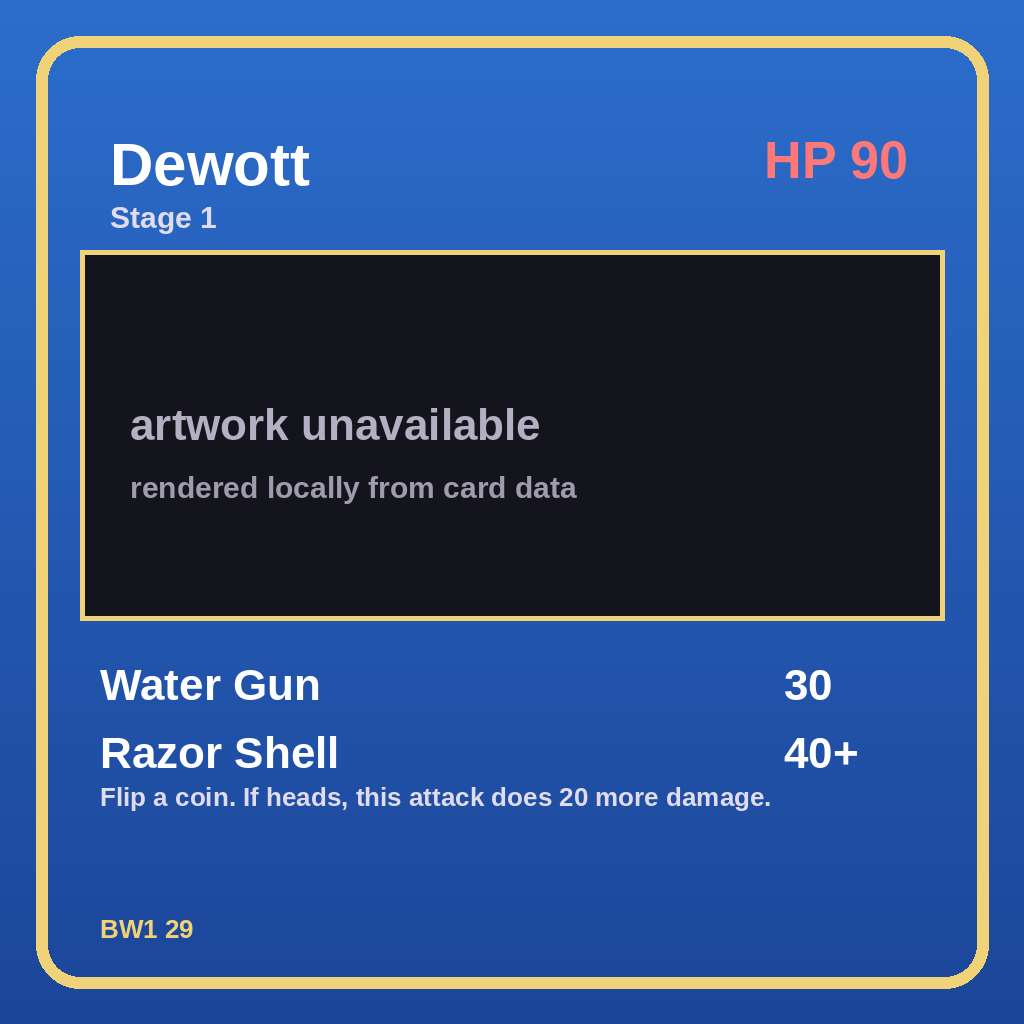 Dewott
HP 90
Stage 1
artwork unavailable
rendered locally from card data
Water Gun 30
Razor Shell 40+
Flip a coin. If heads, this attack does 20 more damage.
BW1 29